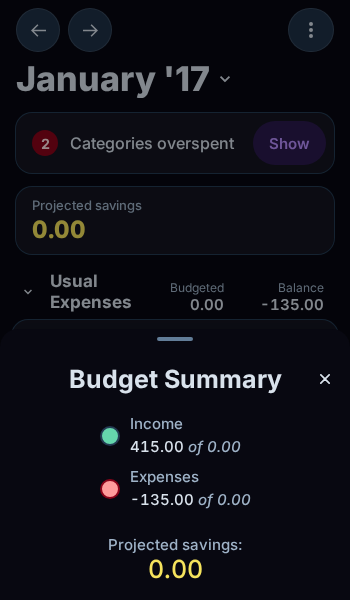 January '17
2 Categories overspent Show
Projected savings
0.00
Usual Expenses Budgeted 0.00 Balance -135.00
Budget Summary
Income
415.00 of 0.00
Expenses
-135.00 of 0.00
Projected savings:
0.00